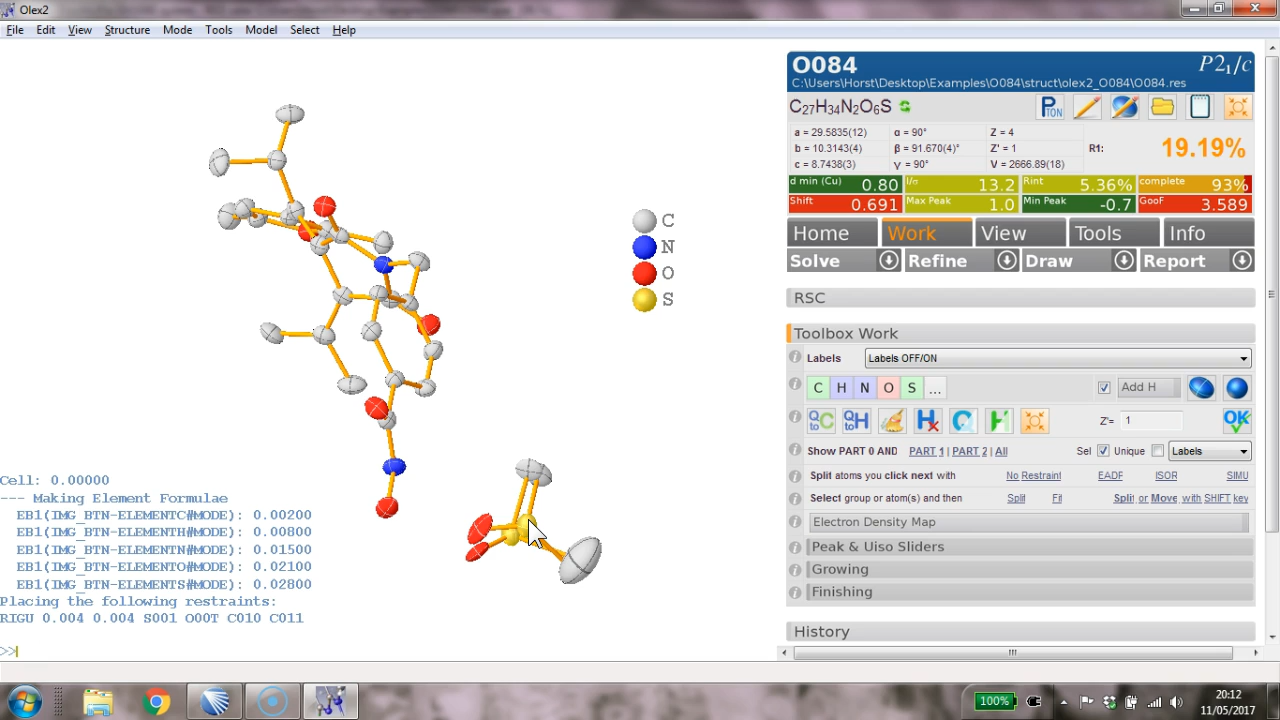 Olex2
File Edit View Structure Mode Tools Model Select Help
O084
P2₁/c
C:\Users\Horst\Desktop\Examples\O084\struct\olex2_O084\O084.res
C₂₇H₃₄N₂O₆S
PTON
a = 29.5835(12) α = 90° Z = 4
b = 10.3143(4) β = 91.670(4)° Z' = 1 R1: 19.19%
c = 8.7438(3) γ = 90° V = 2666.89(18)
d min (Cu) 0.80 I/σ 13.2 Rint 5.36% complete 93%
Shift 0.691 Max Peak 1.0 Min Peak -0.7 GooF 3.589
Home Work View Tools Info
Solve Refine Draw Report
RSC
Toolbox Work
Labels Labels OFF/ON
C H N O S ... Add H
QC to C QH to H H H Z'= 1 OK
Show PART 0 AND PART 1 | PART 2 | All Sel Unique Labels
Split atoms you click next with No Restraint EADP ISOR SIMU
Select group or atom(s) and then Split Fit Split or Move with SHIFT key
Electron Density Map
Peak & Uiso Sliders
Growing
Finishing
History
C
N
O
S
Cell: 0.00000
--- Making Element Formulae
EB1(IMG_BTN-ELEMENTC#MODE): 0.00200
EB1(IMG_BTN-ELEMENTH#MODE): 0.00800
EB1(IMG_BTN-ELEMENTN#MODE): 0.01500
EB1(IMG_BTN-ELEMENTO#MODE): 0.02100
EB1(IMG_BTN-ELEMENTS#MODE): 0.02800
Placing the following restraints:
RIGU 0.004 0.004 S001 O00T C010 C011
>>
100%
20:12
11/05/2017